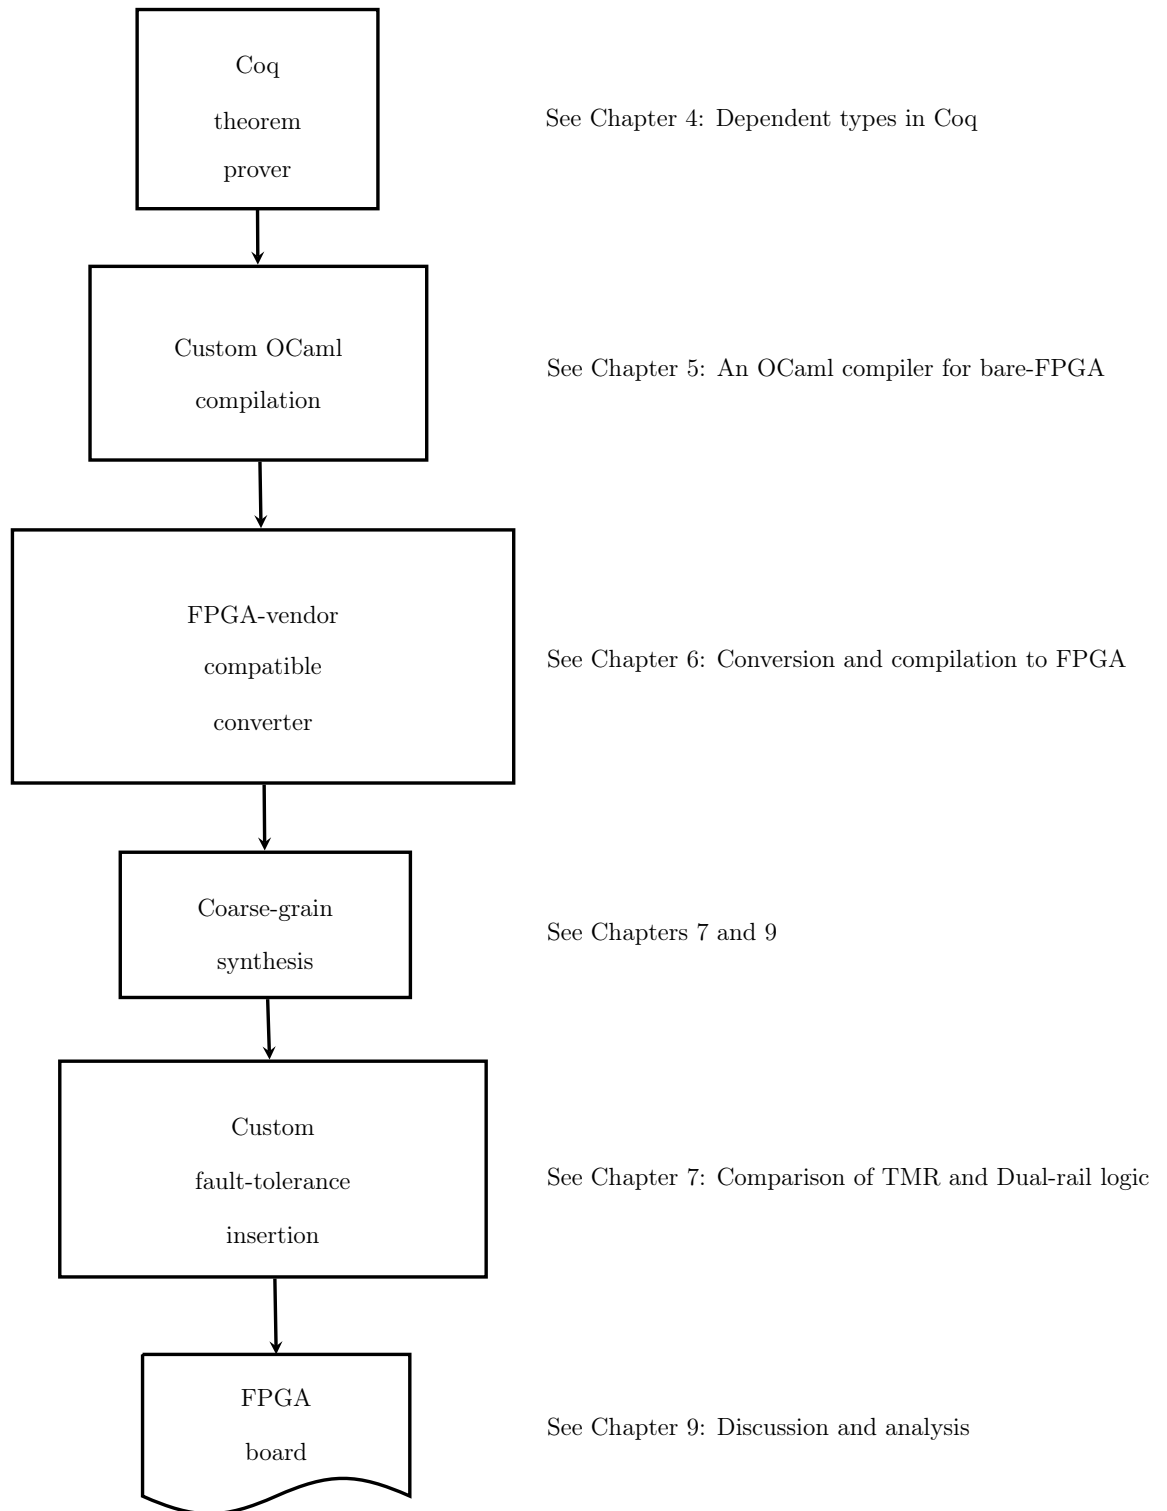 Coq
theorem
prover
See Chapter 4: Dependent types in Coq
Custom OCaml
compilation
See Chapter 5: An OCaml compiler for bare-FPGA
FPGA-vendor
compatible
converter
See Chapter 6: Conversion and compilation to FPGA
Coarse-grain
synthesis
See Chapters 7 and 9
Custom
fault-tolerance
insertion
See Chapter 7: Comparison of TMR and Dual-rail logic
FPGA
board
See Chapter 9: Discussion and analysis